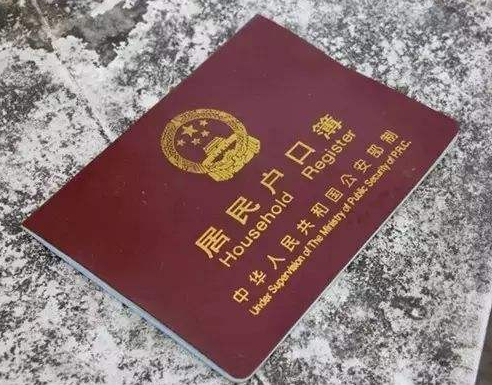 居民户口簿
Household Register
中华人民共和国公安部制
Under Supervision of The Ministry of Public Security of P.R.C.